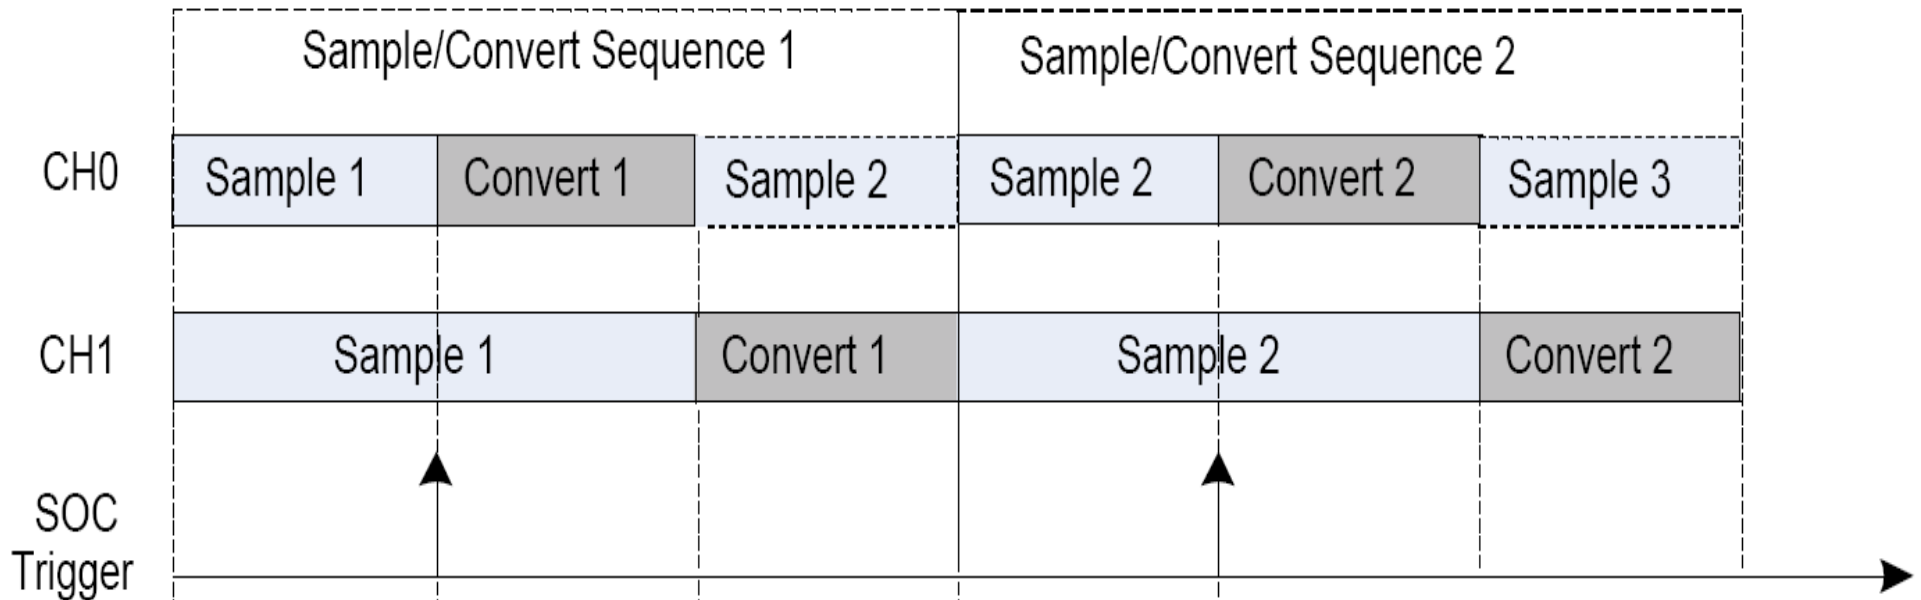 Sample/Convert Sequence 1
Sample/Convert Sequence 2
CH0
Sample 1
Convert 1
Sample 2
Sample 2
Convert 2
Sample 3
CH1
Sample 1
Convert 1
Sample 2
Convert 2
SOC
Trigger